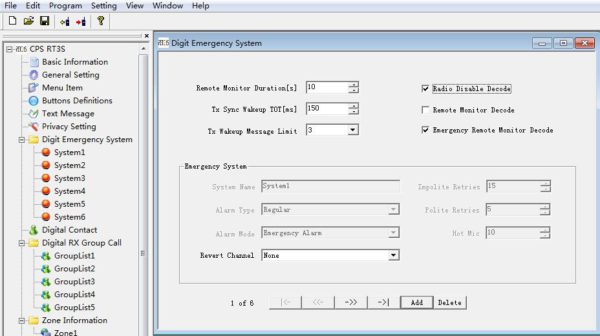 File Edit Program Setting View Window Help
CPS RT3S
Basic Information
General Setting
Menu Item
Buttons Definitions
Text Message
Privacy Setting
Digit Emergency System
System1
System2
System3
System4
System5
System6
Digital Contact
Digital RX Group Call
GroupList1
GroupList2
GroupList3
GroupList4
GroupList5
Zone Information
Zone1
Digit Emergency System
Remote Monitor Duration[s] 10
Radio Disable Decode
Tx Sync Wakeup TOT[ms] 150
Remote Monitor Decode
Tx Wakeup Message Limit 3
Emergency Remote Monitor Decode
Emergency System
System Name System1
Impolite Retries 15
Alarm Type Regular
Polite Retries 5
Alarm Mode Emergency Alarm
Hot Mic 10
Revert Channel None
1 of 6 |<- <<- ->> ->| Add Delete